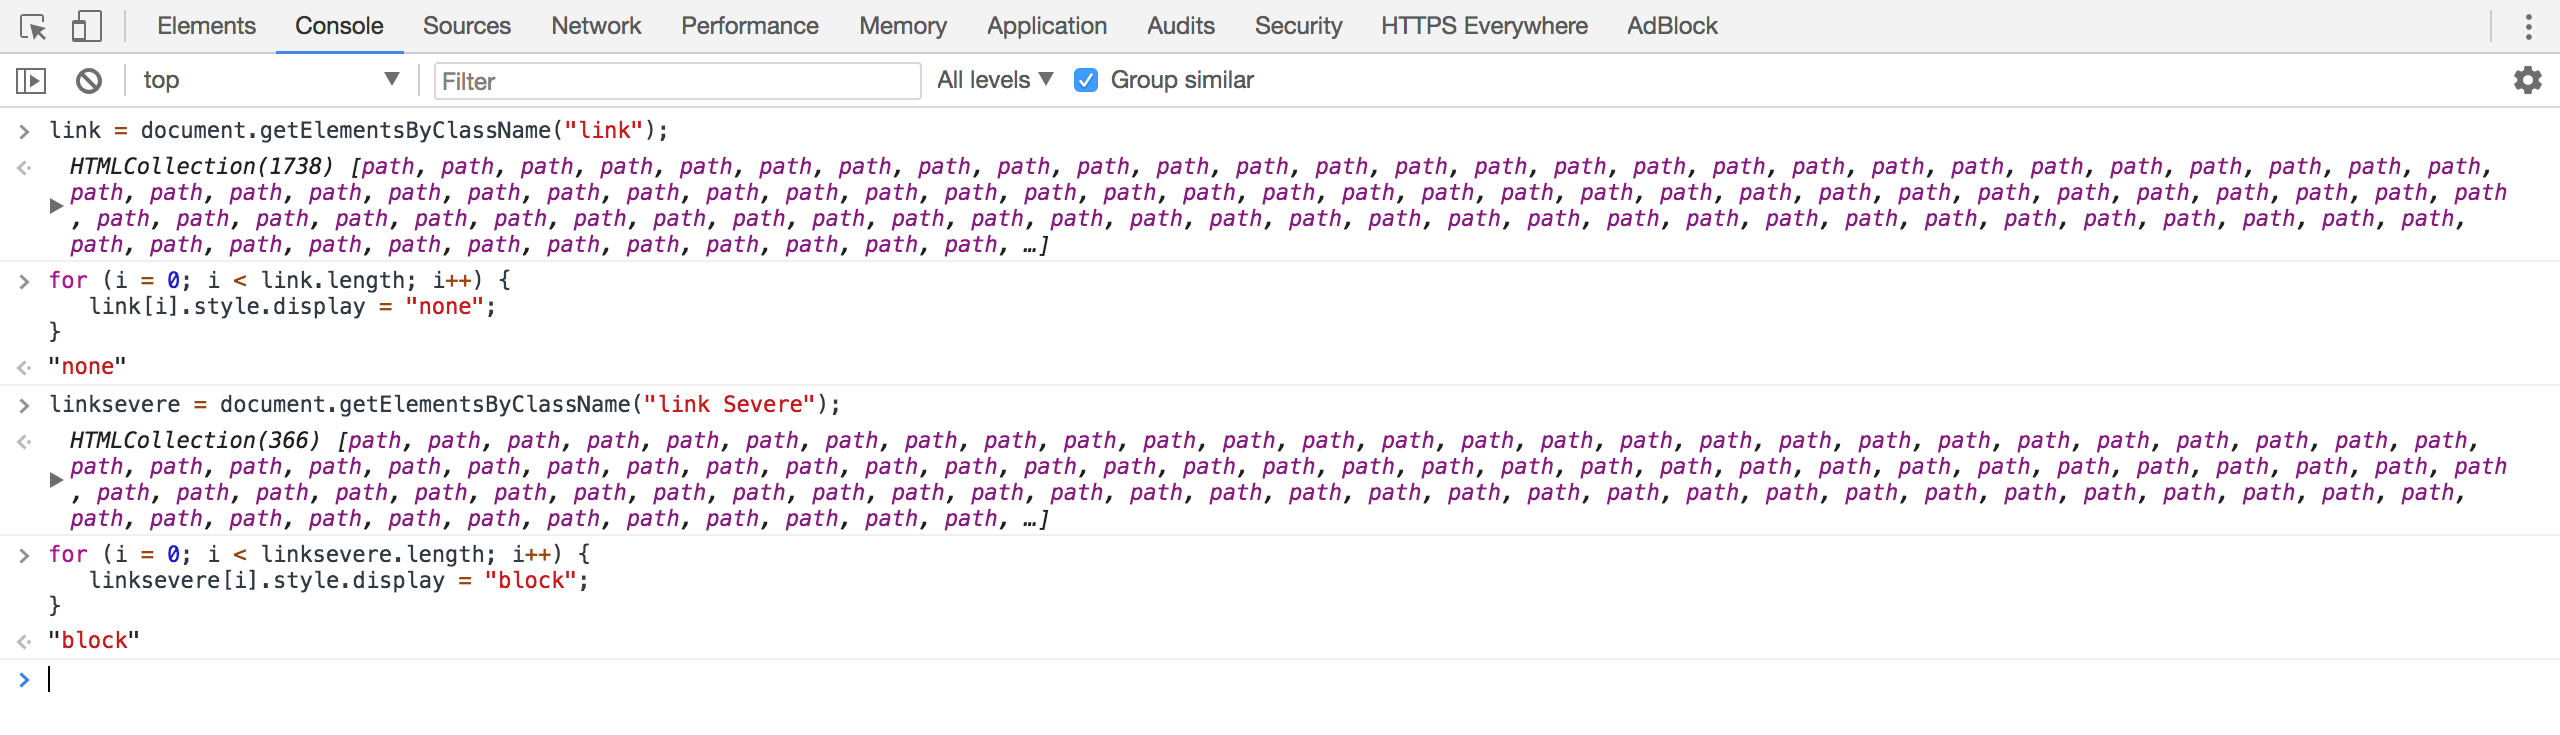 Elements Console Sources Network Performance Memory Application Audits Security HTTPS Everywhere AdBlock
top Filter All levels Group similar
link = document.getElementsByClassName("link");
HTMLCollection(1738) [path, path, path, path, path, path, path, path, path, path, path, path, path, path, path, path, path, path, path, path, path, path, path, path, path, path, path,
path, path, path, path, path, path, path, path, path, path, path, path, path, path, path, path, path, path, path, path, path, path, path, path, path, path, path, path, path, path, path
, path, path, path, path, path, path, path, path, path, path, path, path, path, path, path, path, path, path, path, path, path, path, path, path, path, path, path, path, path, path,
path, path, path, path, path, path, path, path, path, path, path, path, …]
for (i = 0; i < link.length; i++) {
link[i].style.display = "none";
}
"none"
linksevere = document.getElementsByClassName("link Severe");
HTMLCollection(366) [path, path, path, path, path, path, path, path, path, path, path, path, path, path, path, path, path, path, path, path, path, path, path, path, path, path, path,
path, path, path, path, path, path, path, path, path, path, path, path, path, path, path, path, path, path, path, path, path, path, path, path, path, path, path, path, path, path, path
, path, path, path, path, path, path, path, path, path, path, path, path, path, path, path, path, path, path, path, path, path, path, path, path, path, path, path, path, path, path,
path, path, path, path, path, path, path, path, path, path, path, path, …]
for (i = 0; i < linksevere.length; i++) {
linksevere[i].style.display = "block";
}
"block"